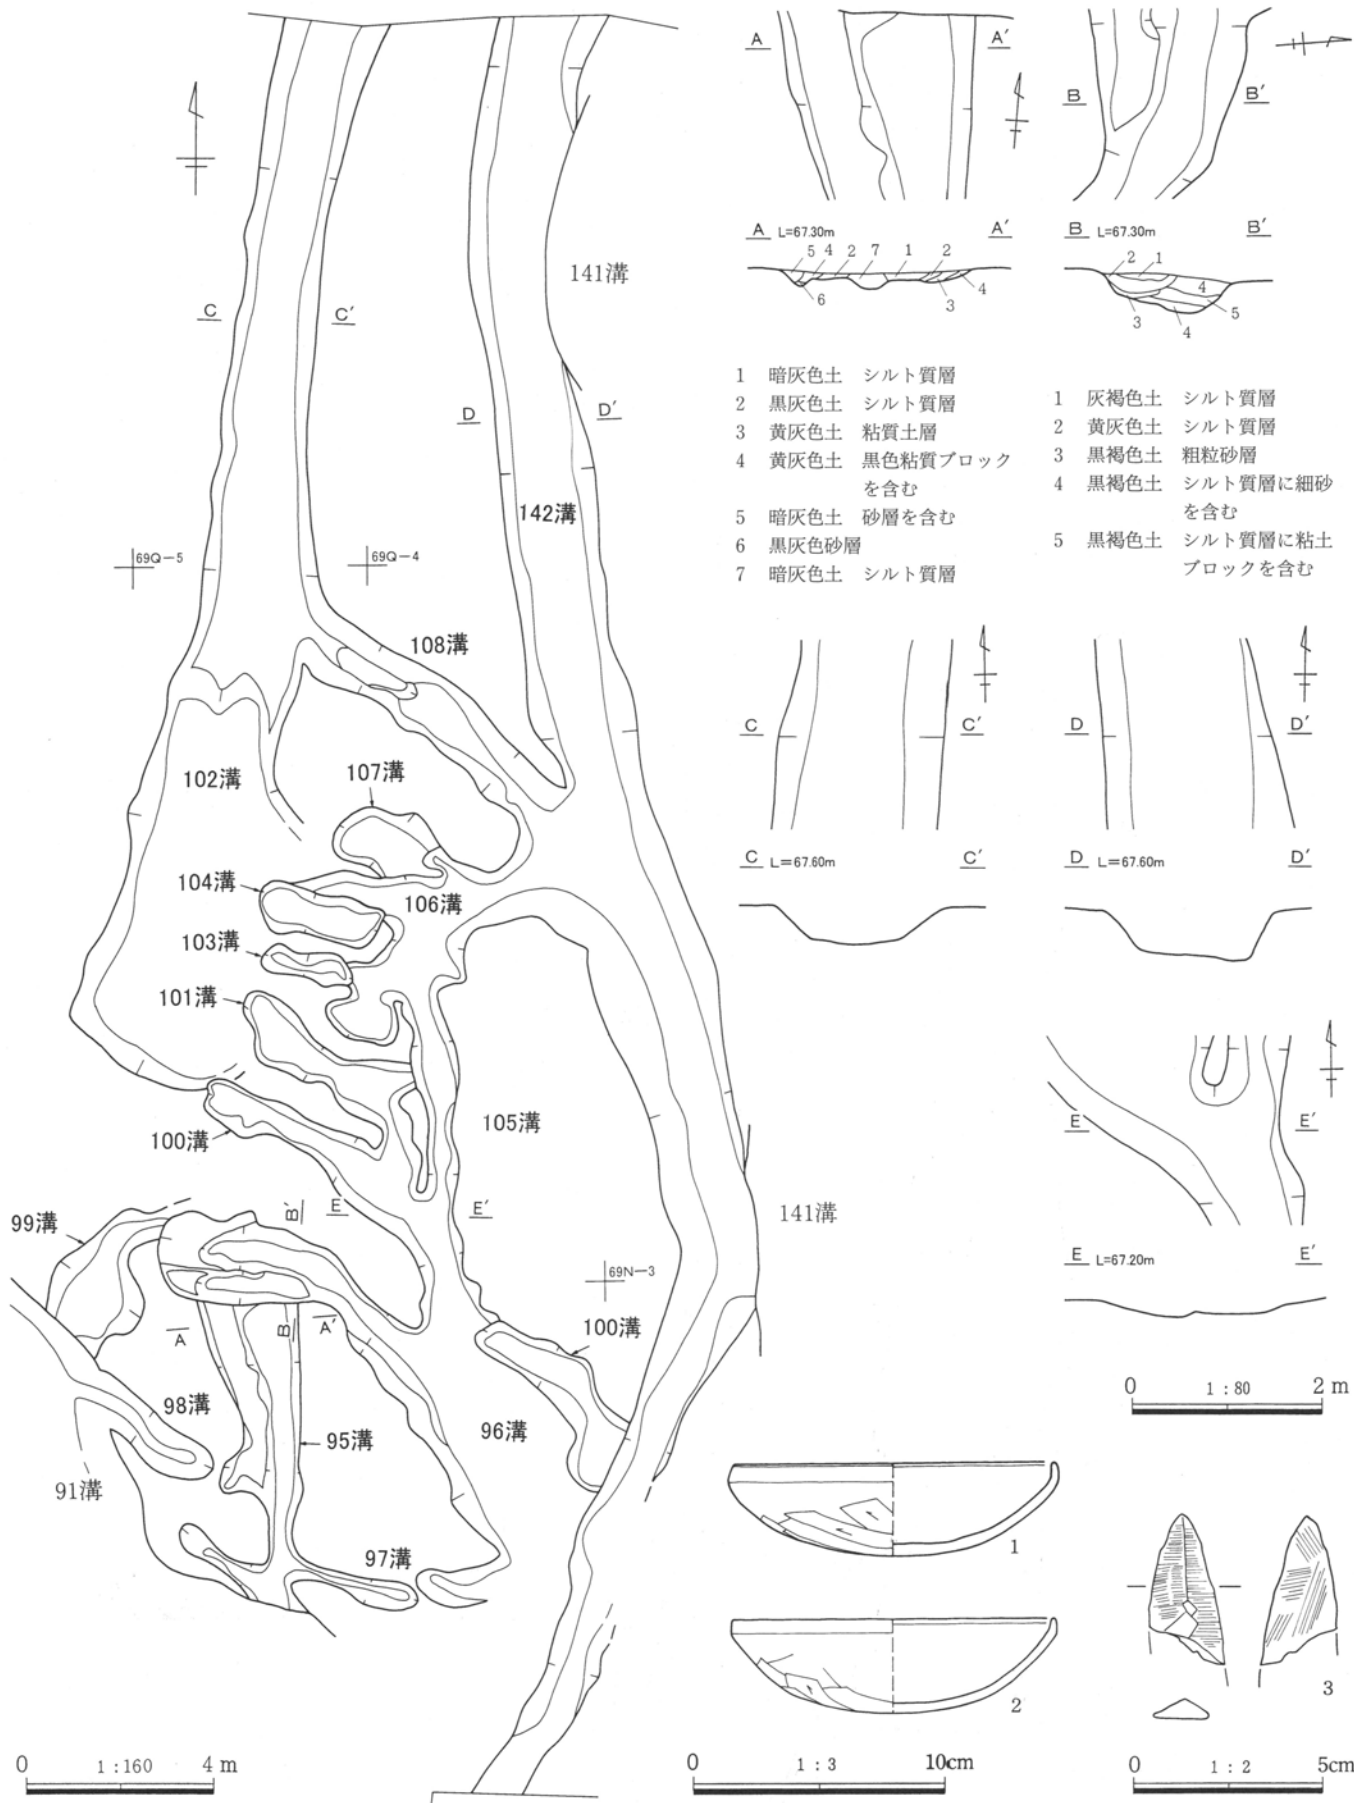 141溝
C
C′
D
D′
142溝
69Q－5
69Q－4
108溝
102溝
107溝
104溝
106溝
103溝
101溝
105溝
100溝
99溝
B′
E
E′
141溝
69N－3
A
B
A′
100溝
98溝
95溝
96溝
91溝
97溝
0 1：160 4 m
A A′
B B′
A L=67.30m A′
5 4 2 7 1 2
6 3 4
B L=67.30m B′
2 1
4
3 4 5
1 暗灰色土 シルト質層
2 黒灰色土 シルト質層
3 黄灰色土 粘質土層
4 黄灰色土 黒色粘質ブロック
を含む
5 暗灰色土 砂層を含む
6 黒灰色砂層
7 暗灰色土 シルト質層
1 灰褐色土 シルト質層
2 黄灰色土 シルト質層
3 黒褐色土 粗粒砂層
4 黒褐色土 シルト質層に細砂
を含む
5 黒褐色土 シルト質層に粘土
ブロックを含む
C C′
D D′
C L=67.60m C′
D L=67.60m D′
E E′
E L=67.20m E′
0 1：80 2 m
1
2
3
0 1：3 10cm
0 1：2 5cm